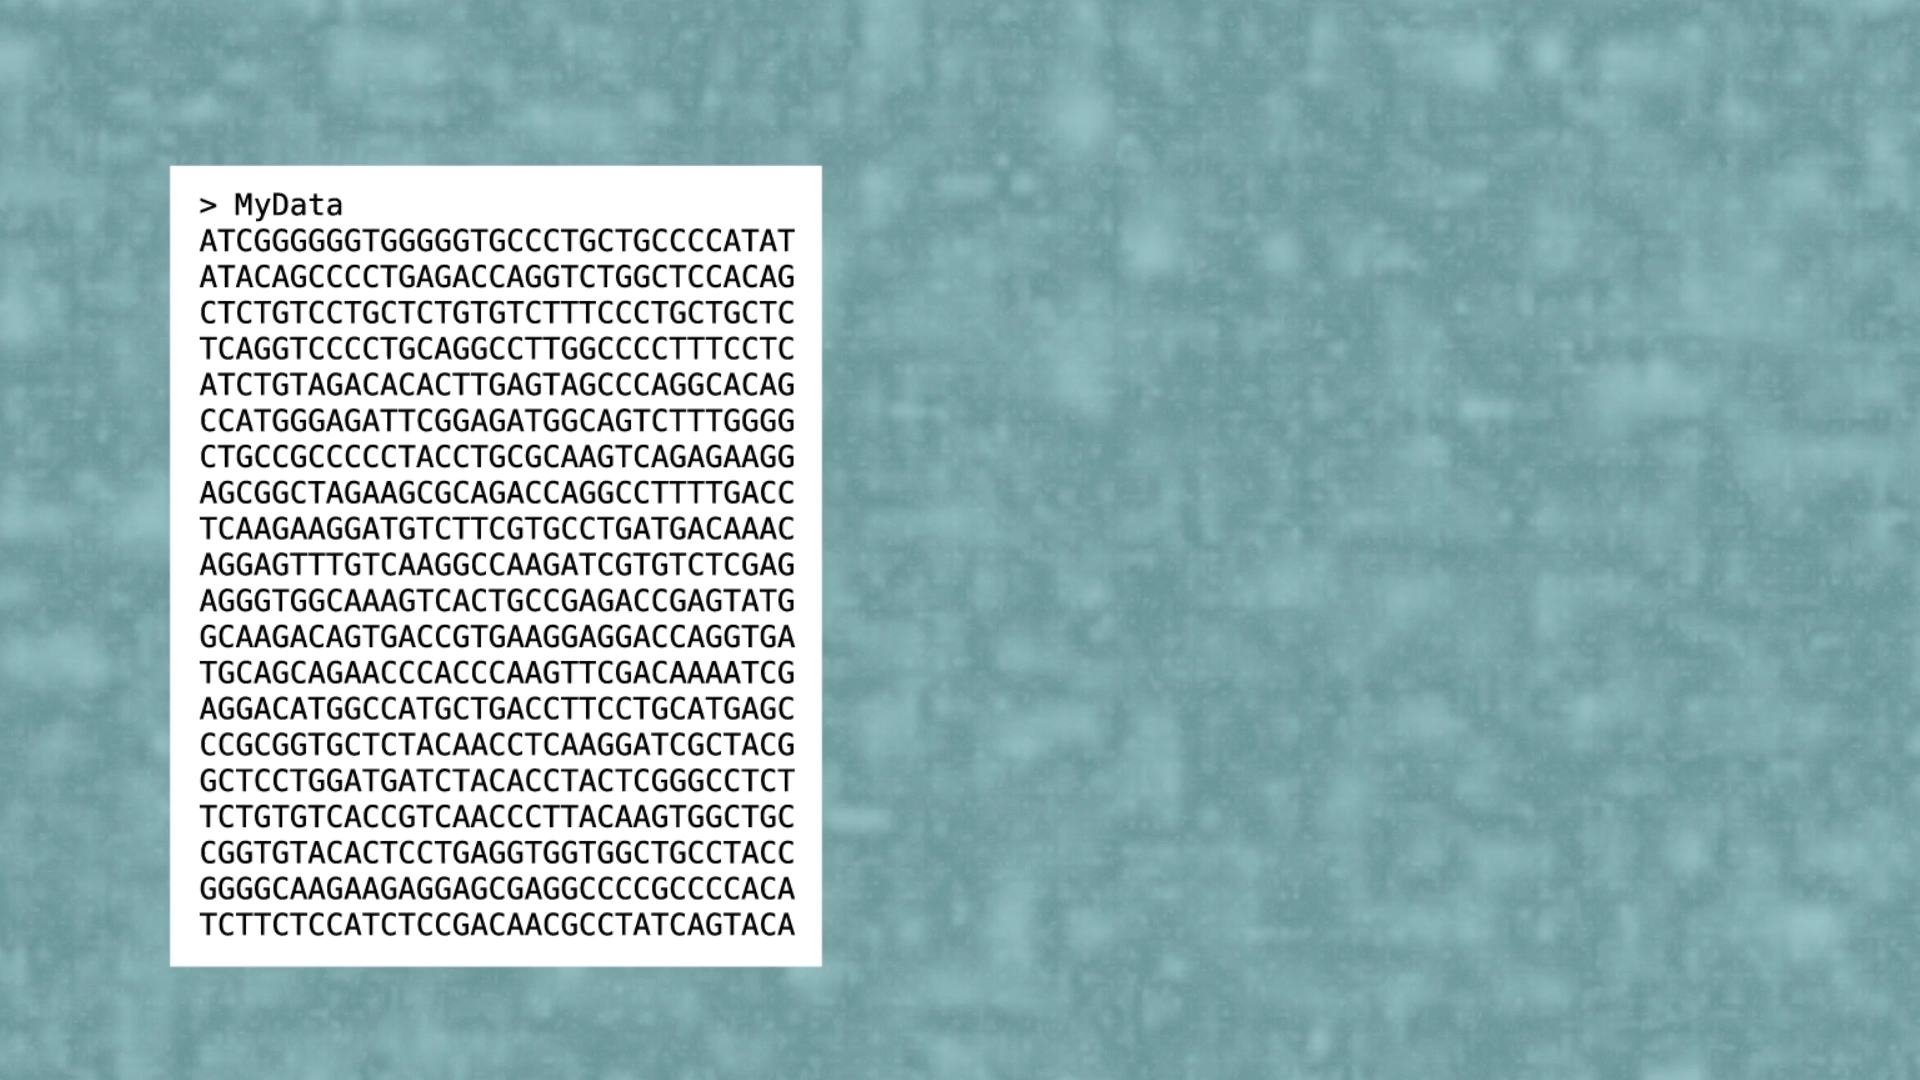 > MyData
ATCGGGGGGTGGGGGTGCCCTGCTGCCCCATAT
ATACAGCCCCTGAGACCAGGTCTGGCTCCACAG
CTCTGTCCTGCTCTGTGTCTTTCCCTGCTGCTC
TCAGGTCCCCTGCAGGCCTTGGCCCCTTTCCTC
ATCTGTAGACACACTTGAGTAGCCCAGGCACAG
CCATGGGAGATTCGGAGATGGCAGTCTTTGGGG
CTGCCGCCCCCTACCTGCGCAAGTCAGAGAAGG
AGCGGCTAGAAGCGCAGACCAGGCCTTTTGACC
TCAAGAAGGATGTCTTCGTGCCTGATGACAAAC
AGGAGTTTGTCAAGGCCAAGATCGTGTCTCGAG
AGGGTGGCAAAGTCACTGCCGAGACCGAGTATG
GCAAGACAGTGACCGTGAAGGAGGACCAGGTGA
TGCAGCAGAACCCACCCAAGTTCGACAAAATCG
AGGACATGGCCATGCTGACCTTCCTGCATGAGC
CCGCGGTGCTCTACAACCTCAAGGATCGCTACG
GCTCCTGGATGATCTACACCTACTCGGGCCTCT
TCTGTGTCACCGTCAACCCTTACAAGTGGCTGC
CGGTGTACACTCCTGAGGTGGTGGCTGCCTACC
GGGGCAAGAAGAGGAGCGAGGCCCCGCCCCACA
TCTTCTCCATCTCCGACAACGCCTATCAGTACA